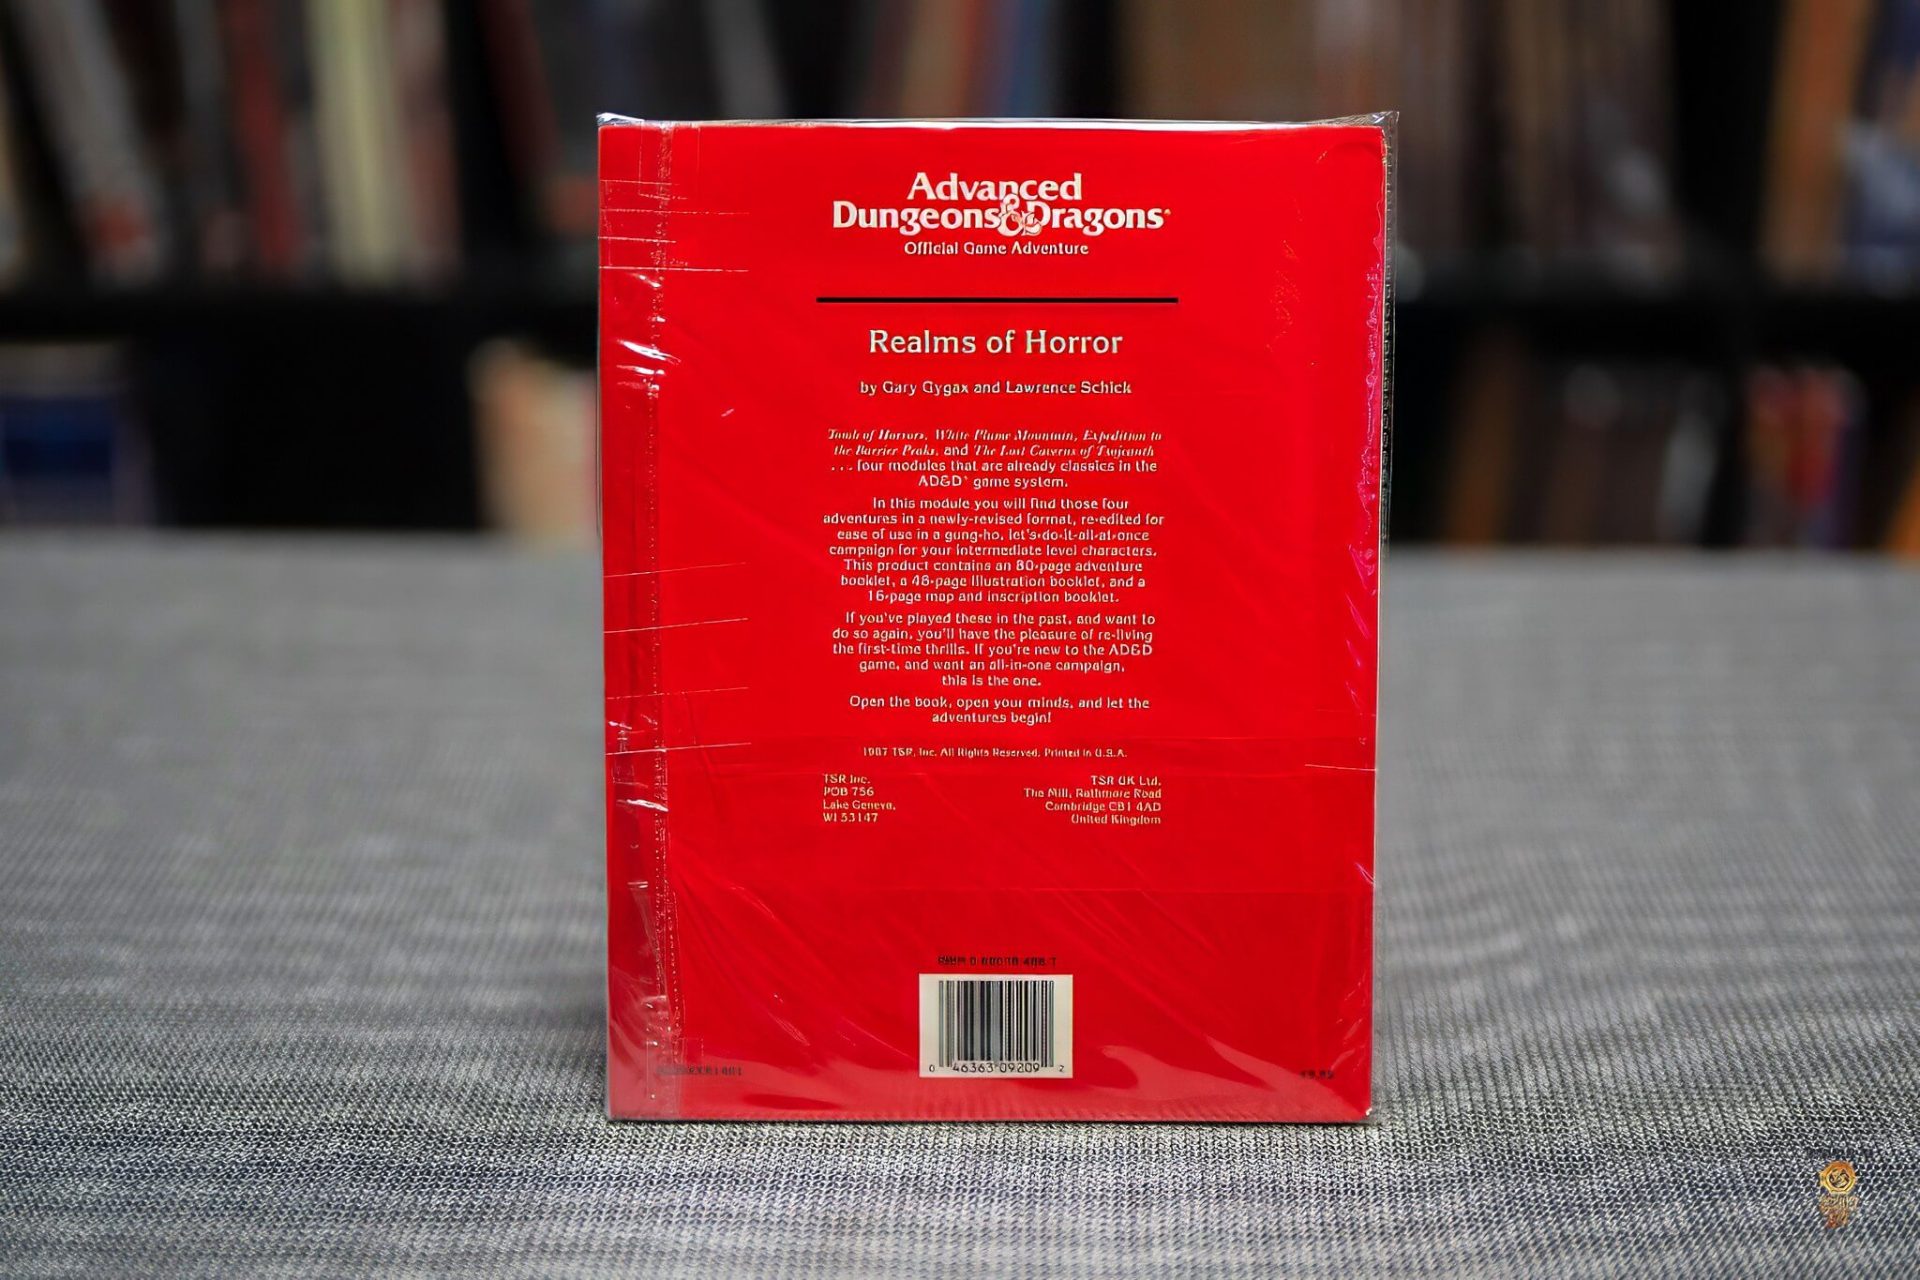 Advanced
Dungeons & Dragons
Official Game Adventure
Realms of Horror
by Gary Gygax and Lawrence Schick
Tomb of Horrors, White Plume Mountain, Expedition to
the Barrier Peaks, and The Lost Caverns of Tsojcanth
. . . four modules that are already classics in the
AD&D® game system.
In this module you will find those four
adventures in a newly-revised format, re-edited for
ease of use in a gung-ho, let's-do-it-all-at-once
campaign for your intermediate level characters.
This product contains an 80-page adventure
booklet, a 48-page illustration booklet, and a
16-page map and inscription booklet.
If you've played these in the past, and want to
do so again, you'll have the pleasure of re-living
the first-time thrills. If you're new to the AD&D
game, and want an all-in-one campaign,
this is the one.
Open the book, open your minds, and let the
adventures begin!
1987 TSR, Inc. All Rights Reserved. Printed in U.S.A.
TSR Inc.
POB 756
Lake Geneva,
WI 53147
TSR UK Ltd.
The Mill, Rathmore Road
Cambridge CB1 4AD
United Kingdom
0 46363 09209 2